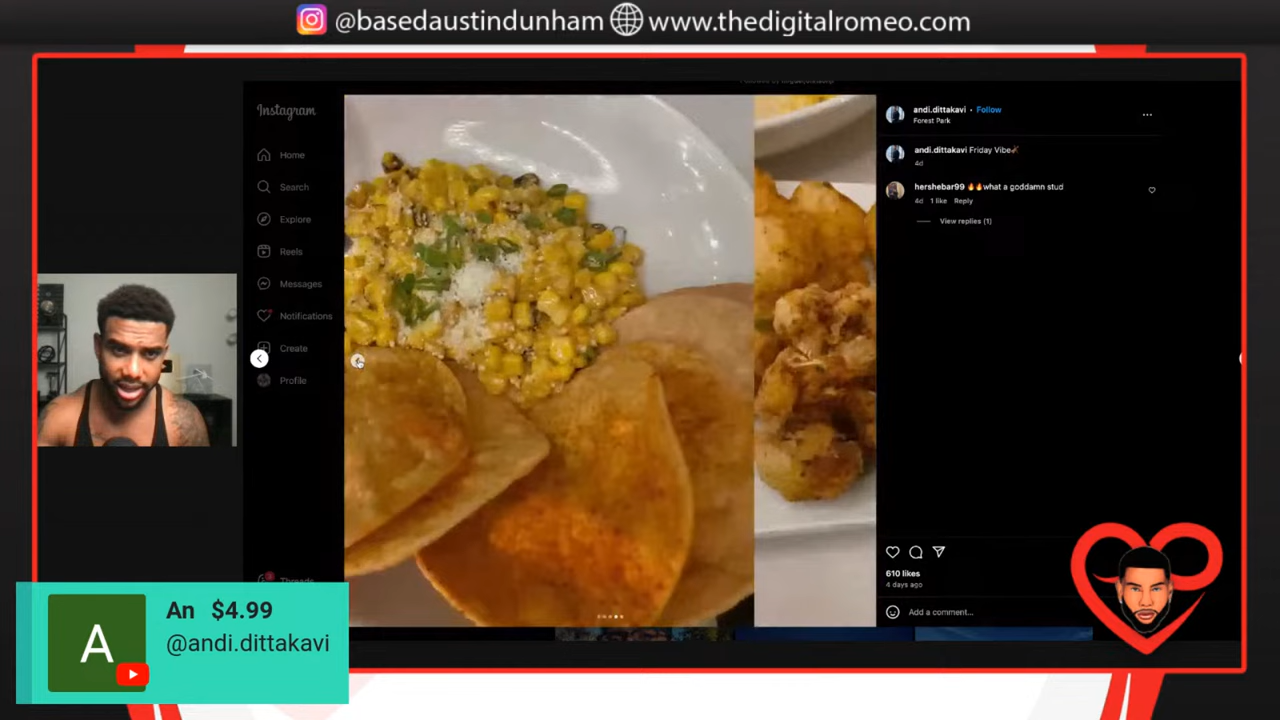 @basedaustindunham www.thedigitalromeo.com
Instagram
Home
Search
Explore
Reels
Messages
Notifications
Create
Profile
Threads
andi.dittakavi • Follow
Forest Park
andi.dittakavi Friday Vibe
4d
hershebar99 🔥🔥what a goddamn stud
4d 1 like Reply
View replies (1)
610 likes
4 days ago
Add a comment...
A
An $4.99
@andi.dittakavi